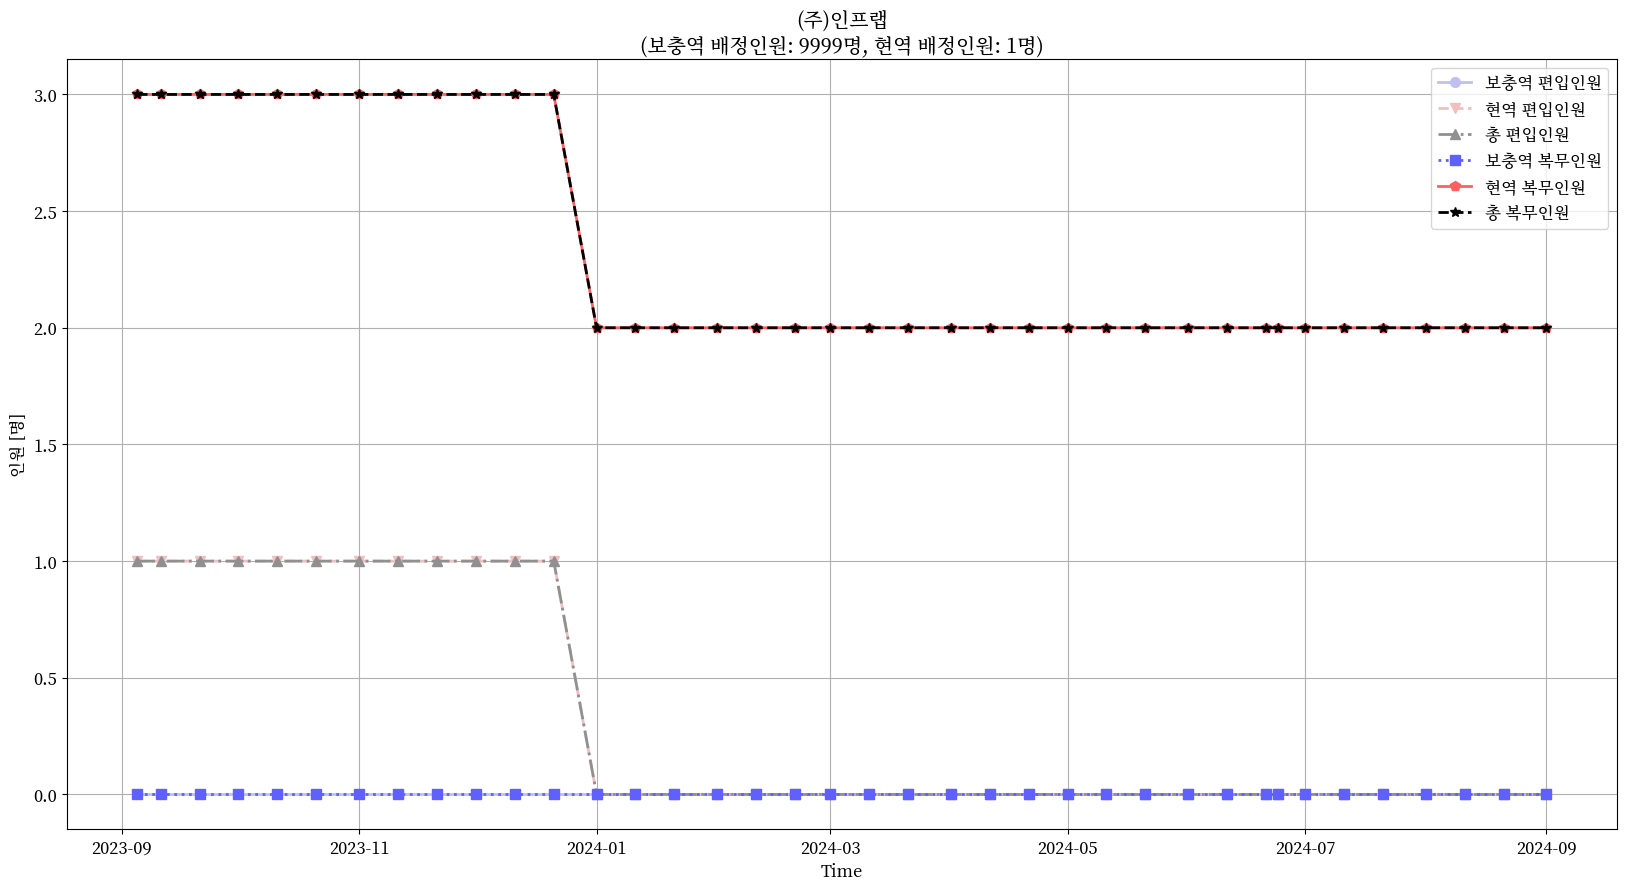 (주)인프랩
(보충역 배정인원: 9999명, 현역 배정인원: 1명)
보충역 편입인원
현역 편입인원
총 편입인원
보충역 복무인원
현역 복무인원
총 복무인원
인원 [명]
3.0
2.5
2.0
1.5
1.0
0.5
0.0
2023-09 2023-11 2024-01 2024-03 2024-05 2024-07 2024-09
Time